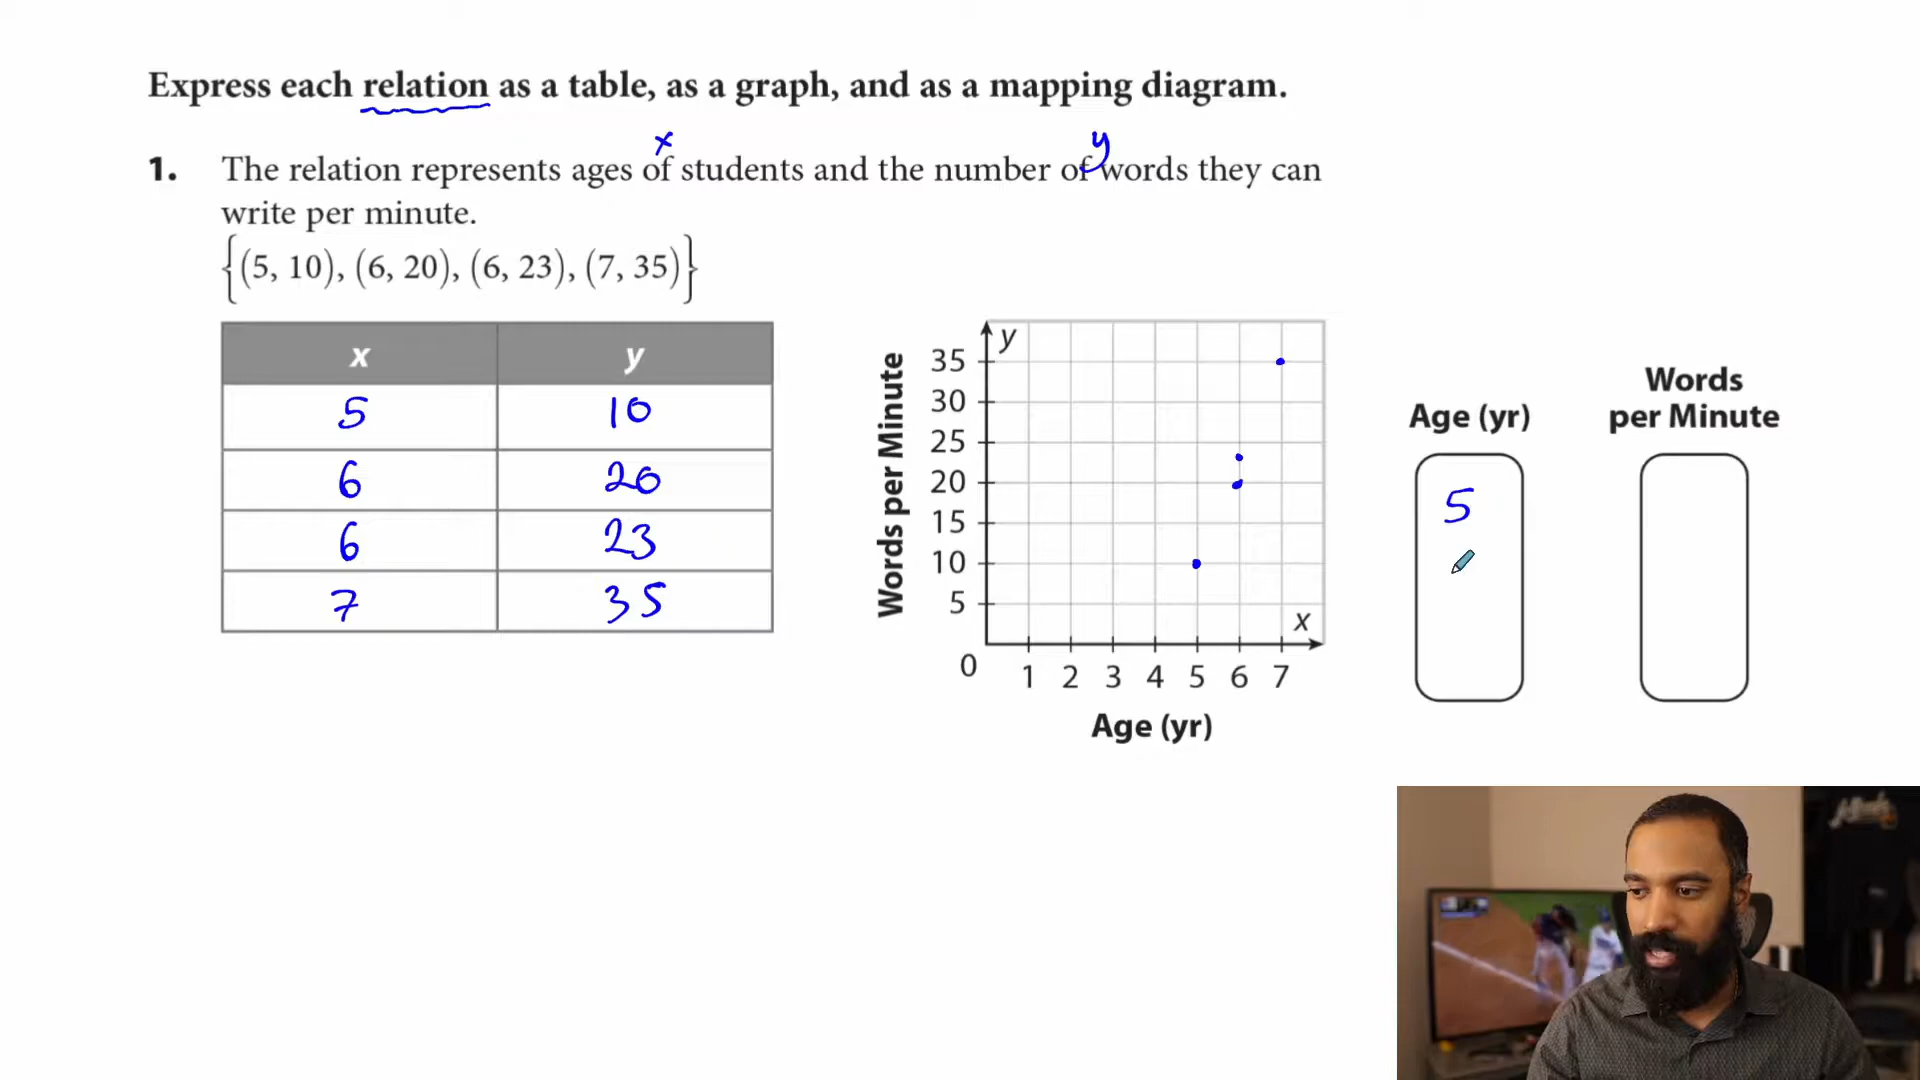 Express each relation as a table, as a graph, and as a mapping diagram.
x y
1. The relation represents ages of students and the number of words they can
write per minute.
{(5, 10), (6, 20), (6, 23), (7, 35)}
x y
5 10
6 20
6 23
7 35
Words per Minute
y
35
30
25
20
15
10
5
0
x
1 2 3 4 5 6 7
Age (yr)
Age (yr)
5
Words
per Minute